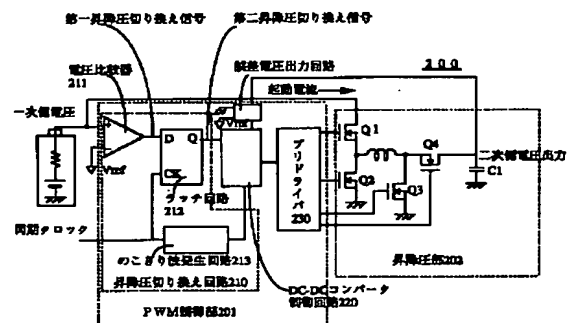 第一昇降圧切り換え信号
第二昇降圧切り換え信号
電圧比較器
211
誤差電圧出力回路
200
起動電流
一次側電圧
Vref
Vref
D
Q
CK
ラッチ回路
212
プリドライバ
230
Q1
Q2
Q3
Q4
C1
二次側電圧出力
同期クロック
のこぎり波発生回路213
昇降圧切り換え回路210
DC-DCコンバータ
制御回路220
昇降圧部202
PWM制御部201